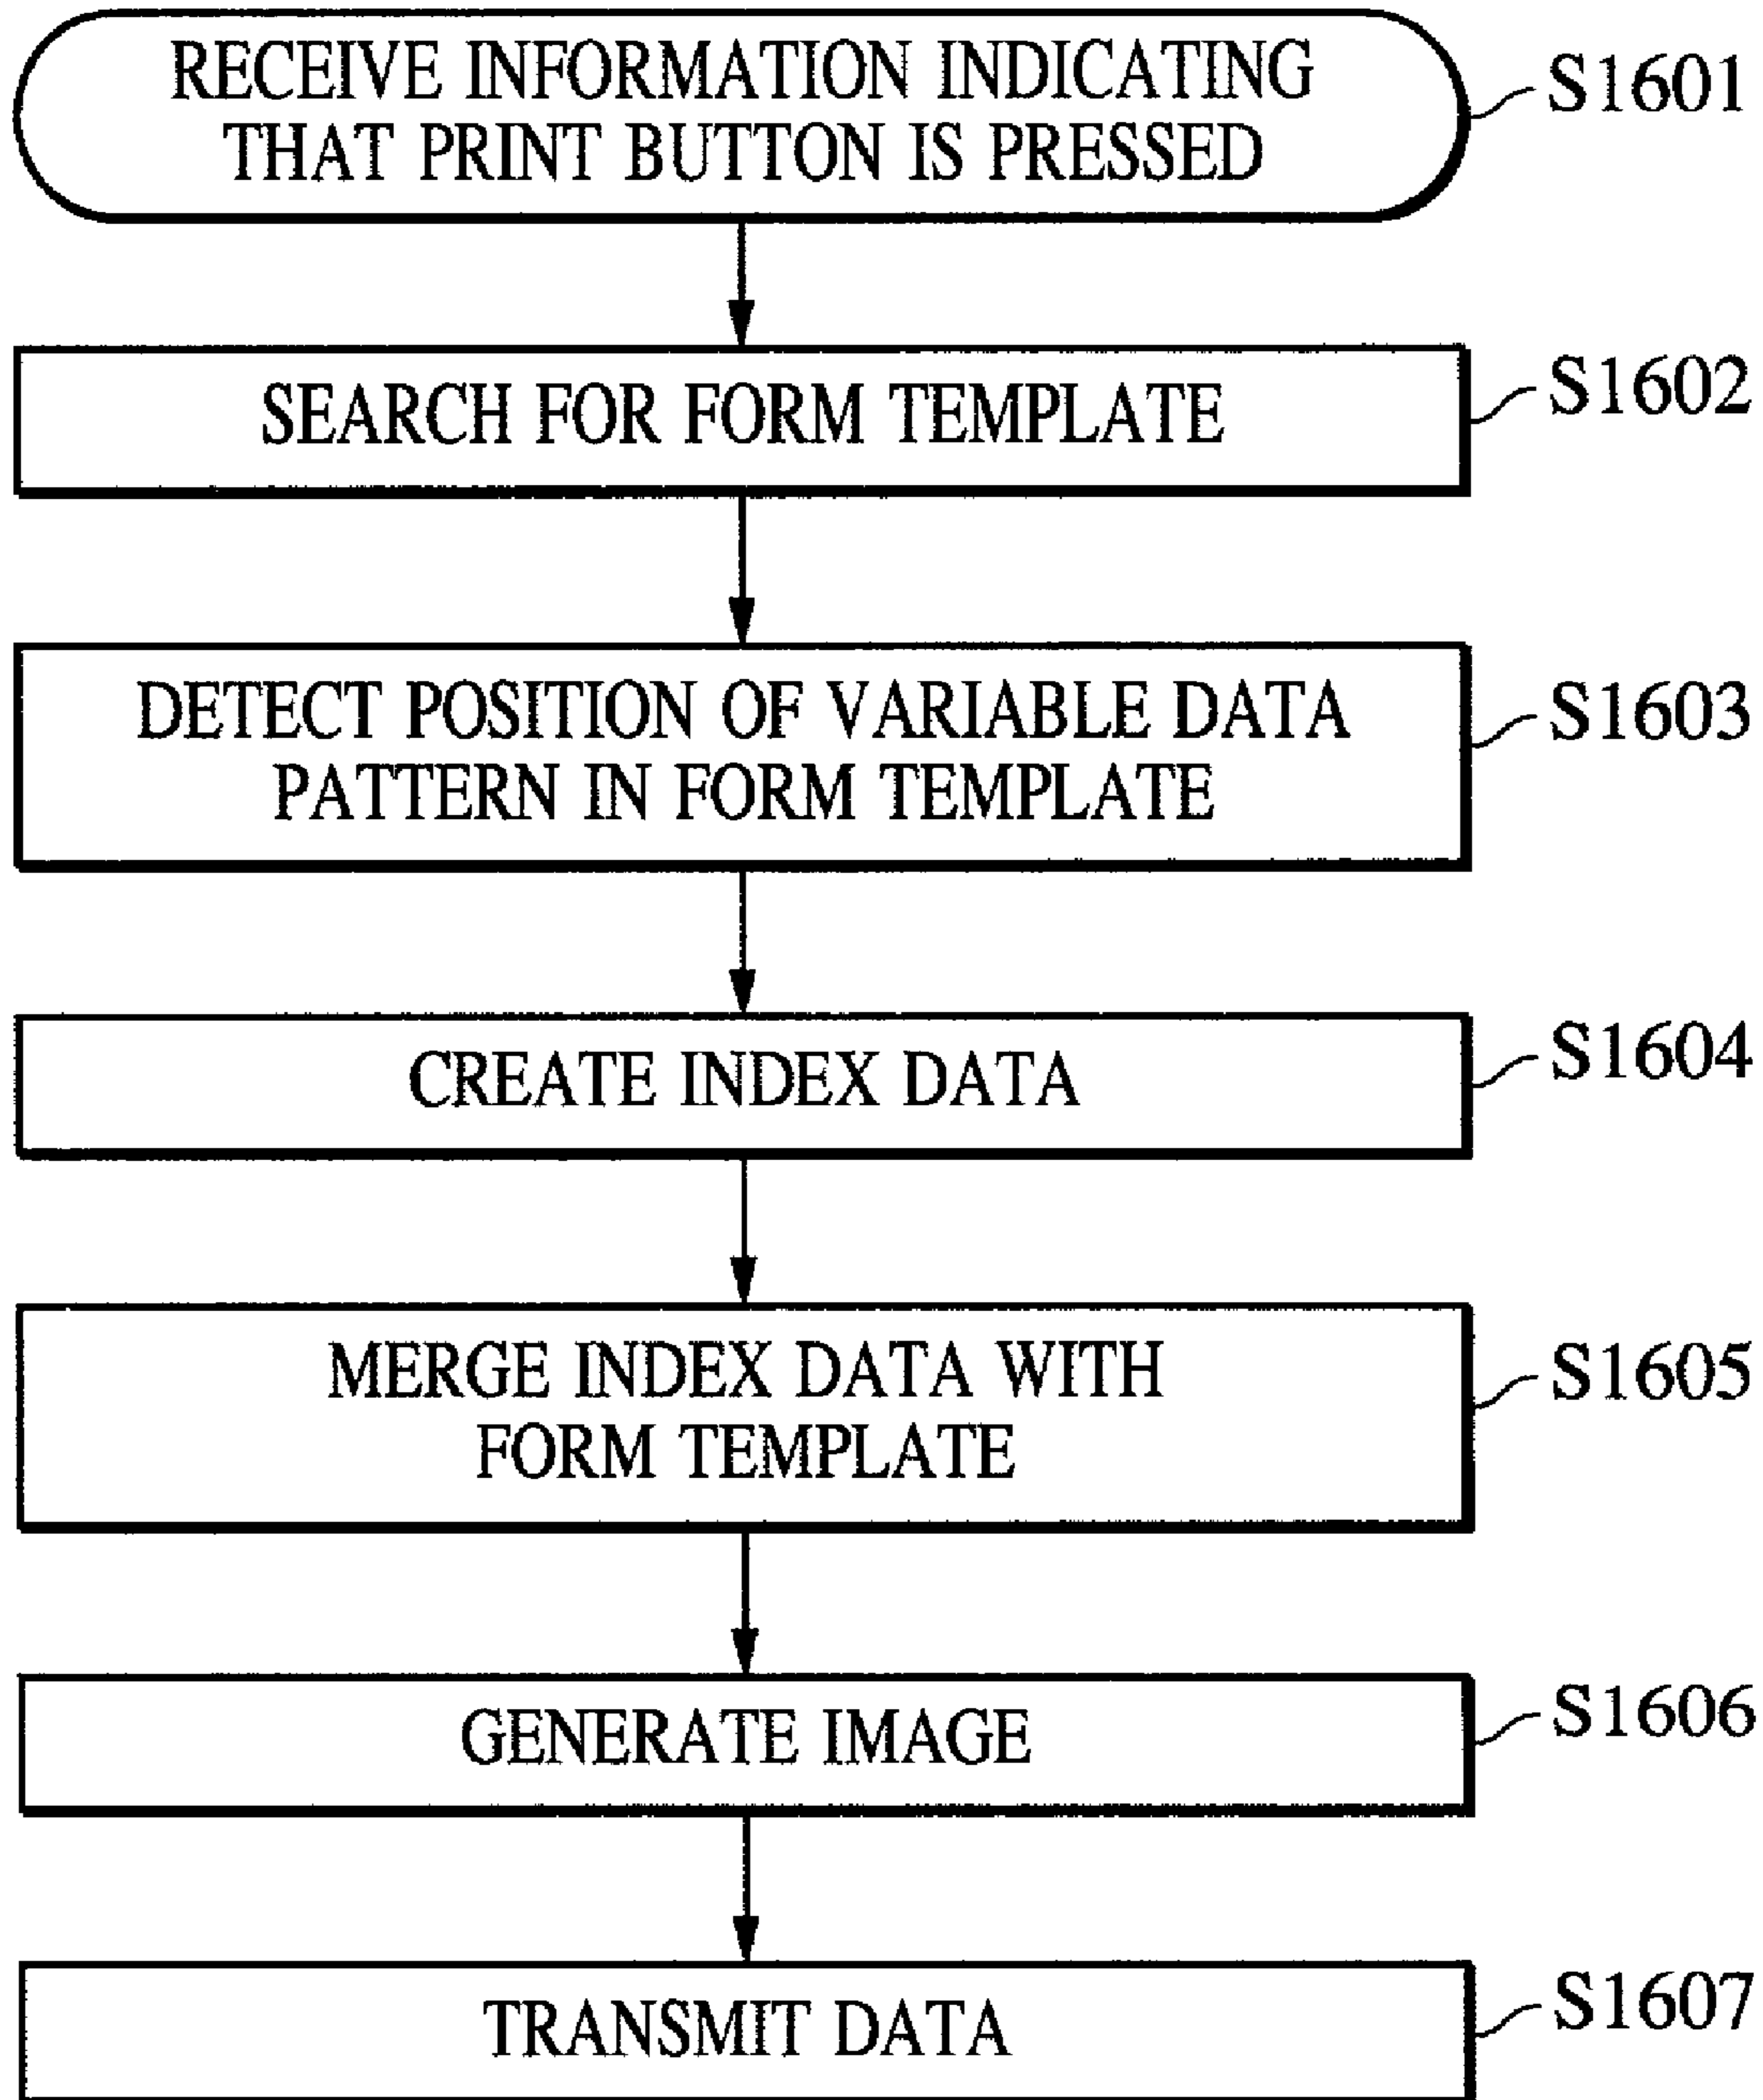 RECEIVE INFORMATION INDICATING
THAT PRINT BUTTON IS PRESSED
S1601
SEARCH FOR FORM TEMPLATE
S1602
DETECT POSITION OF VARIABLE DATA
PATTERN IN FORM TEMPLATE
S1603
CREATE INDEX DATA
S1604
MERGE INDEX DATA WITH
FORM TEMPLATE
S1605
GENERATE IMAGE
S1606
TRANSMIT DATA
S1607